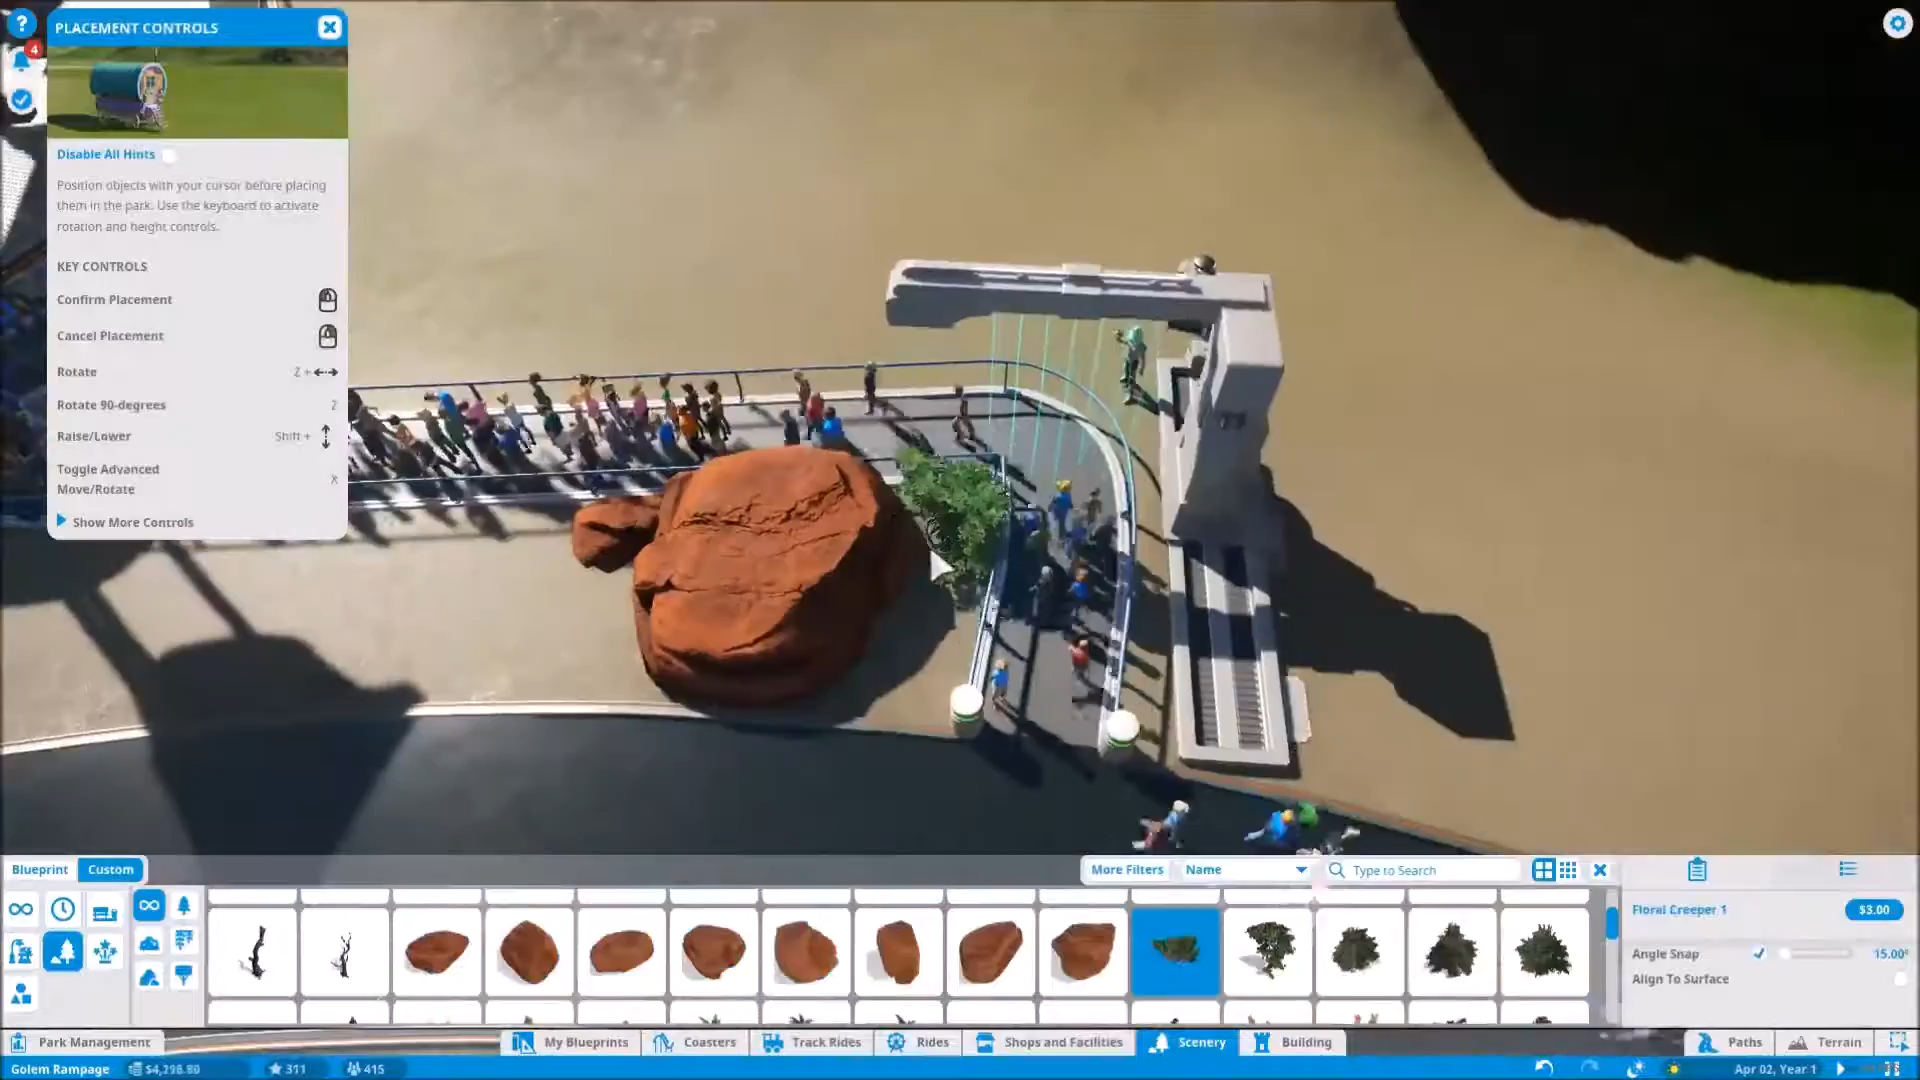 ?
PLACEMENT CONTROLS
4
Disable All Hints
Position objects with your cursor before placing
them in the park. Use the keyboard to activate
rotation and height controls.
KEY CONTROLS
Confirm Placement
Cancel Placement
Rotate Z +
Rotate 90-degrees Z
Raise/Lower Shift +
Toggle Advanced
Move/Rotate X
Show More Controls
Blueprint Custom More Filters Name Type to Search
Floral Creeper 1 $3.00
Angle Snap 15.00°
Align To Surface
Park Management My Blueprints Coasters Track Rides Rides Shops and Facilities Scenery Building Paths Terrain
Golem Rampage $4,296.80 311 415 Apr 02, Year 1